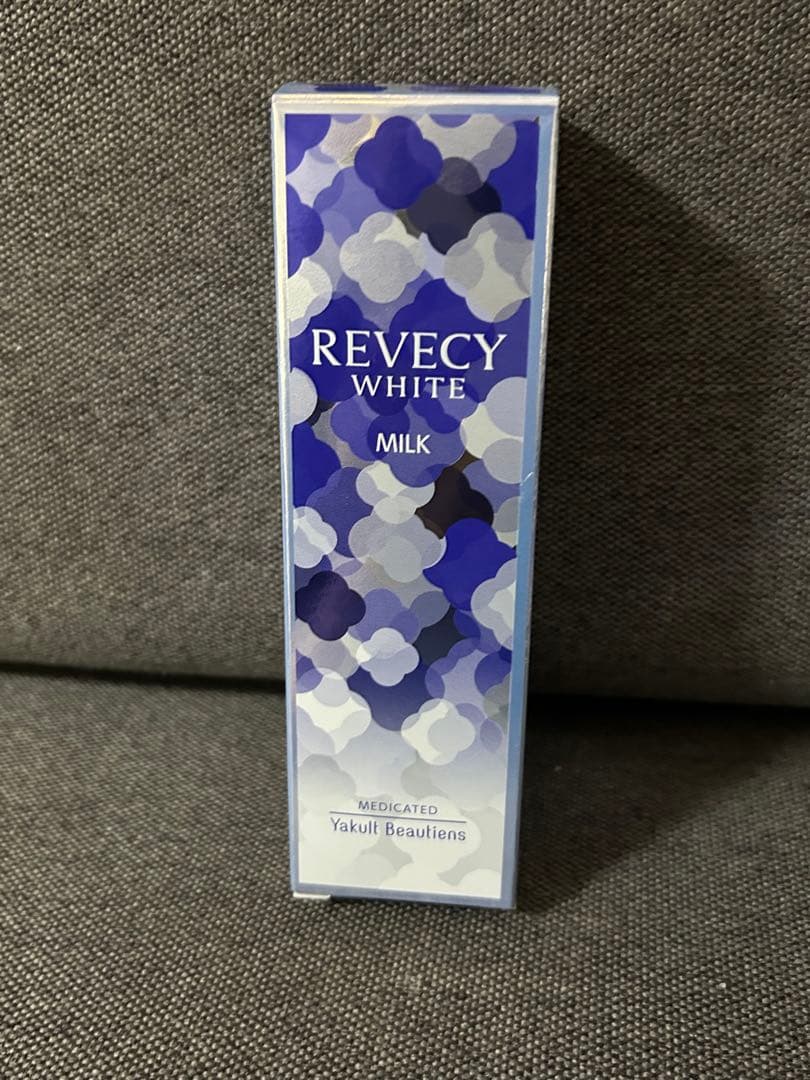 REVECY
WHITE
MILK
MEDICATED
Yakult Beautiens